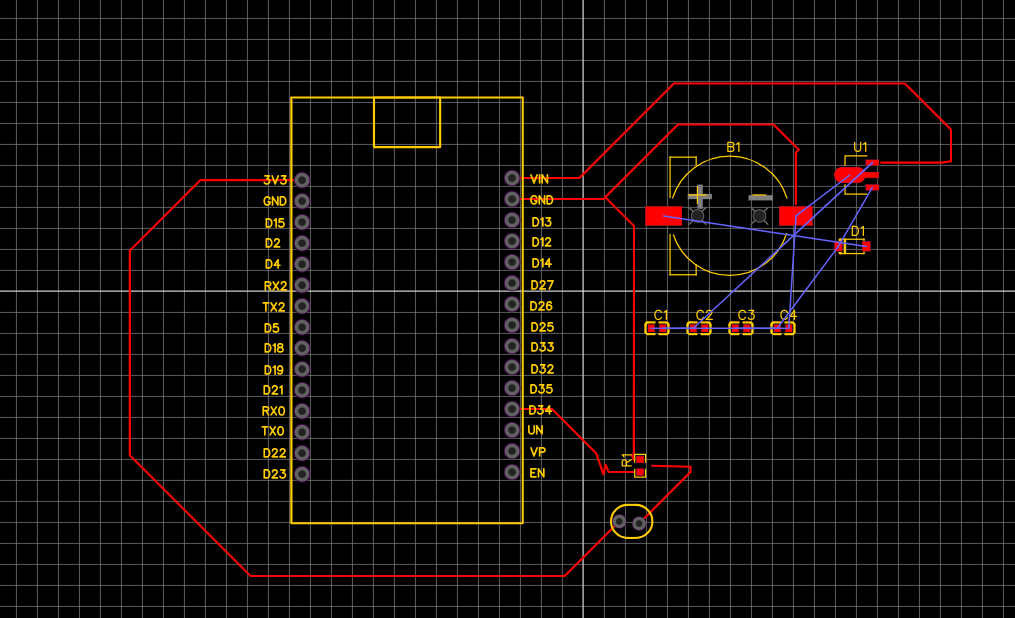 3V3
GND
D15
D2
D4
RX2
TX2
D5
D18
D19
D21
RX0
TX0
D22
D23
VIN
GND
D13
D12
D14
D27
D26
D25
D33
D32
D35
D34
UN
VP
EN
B1
U1
D1
C1
C2
C3
C4
R1